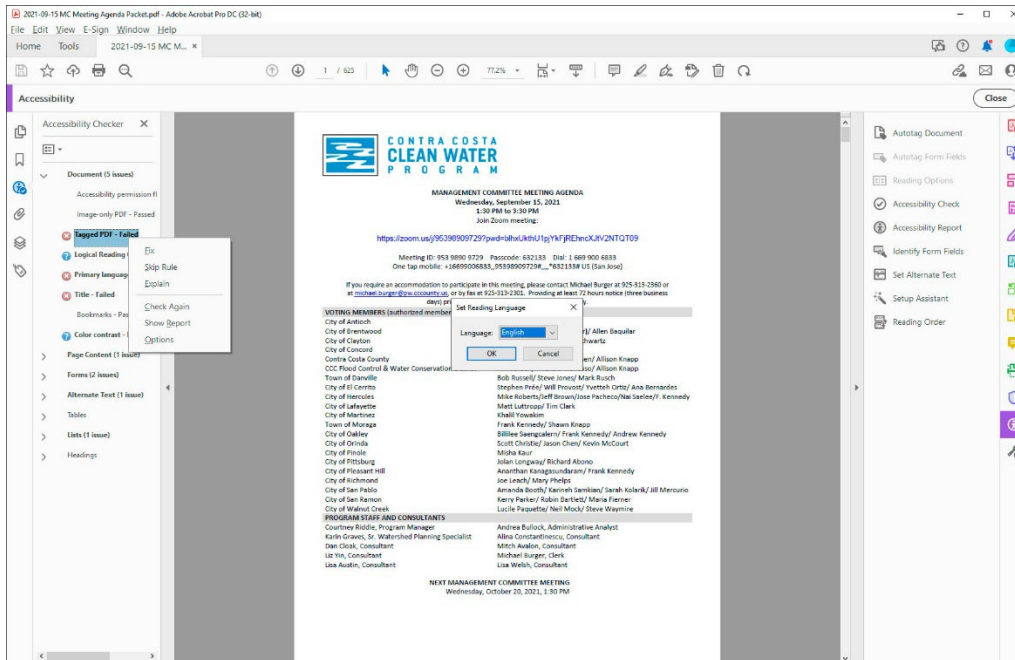 2021-09-15 MC Meeting Agenda Packet.pdf - Adobe Acrobat Pro DC (32-bit)
File Edit View E-Sign Window Help
Home Tools 2021-09-15 MC M... ×
1 / 625 77.2%
Accessibility Close
Accessibility Checker
Document (5 issues)
Accessibility permission fl
Image-only PDF - Passed
Tagged PDF - Failed
Logical Reading
Primary languag
Title - Failed
Bookmarks - Pas
Color contrast -
Page Content (1 issue)
Forms (2 issues)
Alternate Text (1 issue)
Tables
Lists (1 issue)
Headings
Fix
Skip Rule
Explain
Check Again
Show Report
Options
CONTRA COSTA
CLEAN WATER
PROGRAM
MANAGEMENT COMMITTEE MEETING AGENDA
Wednesday, September 15, 2021
1:30 PM to 3:30 PM
Join Zoom meeting:
https://zoom.us/j/95398909729?pwd=blhxUkthU1pjYkFjREhncXJtV2NTQT09
Meeting ID: 953 9890 9729 Passcode: 632133 Dial: 1 669 900 6833
One tap mobile: +16699006833,,95398909729#,,,,*632133# US (San Jose)
If you require an accommodation to participate in this meeting, please contact Michael Burger at 925-313-2360 or
at michael.burger@pw.cccounty.us, or by fax at 925-313-2301. Providing at least 72 hours notice (three business
days) pri
VOTING MEMBERS (authorized member
City of Antioch
City of Brentwood / Allen Baquilar
City of Clayton hwartz
City of Concord
Contra Costa County en/ Allison Knapp
CCC Flood Control & Water Conservation so/ Allison Knapp
Town of Danville Bob Russell/ Steve Jones/ Mark Rusch
City of El Cerrito Stephen Prée/ Will Provost/ Yvetteh Ortiz/ Ana Bernardes
City of Hercules Mike Roberts/Jeff Brown/Jose Pacheco/Nai Saelee/F. Kennedy
City of Lafayette Matt Luttropp/ Tim Clark
City of Martinez Khalil Yowakim
Town of Moraga Frank Kennedy/ Shawn Knapp
City of Oakley Billilee Saengcalern/ Frank Kennedy/ Andrew Kennedy
City of Orinda Scott Christie/ Jason Chen/ Kevin McCourt
City of Pinole Misha Kaur
City of Pittsburg Jolan Longway/ Richard Abono
City of Pleasant Hill Ananthan Kanagasundaram/ Frank Kennedy
City of Richmond Joe Leach/ Mary Phelps
City of San Pablo Amanda Booth/ Karineh Samkian/ Sarah Kolarik/ Jill Mercurio
City of San Ramon Kerry Parker/ Robin Bartlett/ Maria Fierner
City of Walnut Creek Lucile Paquette/ Neil Mock/ Steve Waymire
PROGRAM STAFF AND CONSULTANTS
Courtney Riddle, Program Manager Andrea Bullock, Administrative Analyst
Karin Graves, Sr. Watershed Planning Specialist Alina Constantinescu, Consultant
Dan Cloak, Consultant Mitch Avalon, Consultant
Liz Yin, Consultant Michael Burger, Clerk
Lisa Austin, Consultant Lisa Welsh, Consultant
NEXT MANAGEMENT COMMITTEE MEETING
Wednesday, October 20, 2021, 1:30 PM
Set Reading Language
Language: English
OK Cancel
Autotag Document
Autotag Form Fields
Reading Options
Accessibility Check
Accessibility Report
Identify Form Fields
Set Alternate Text
Setup Assistant
Reading Order